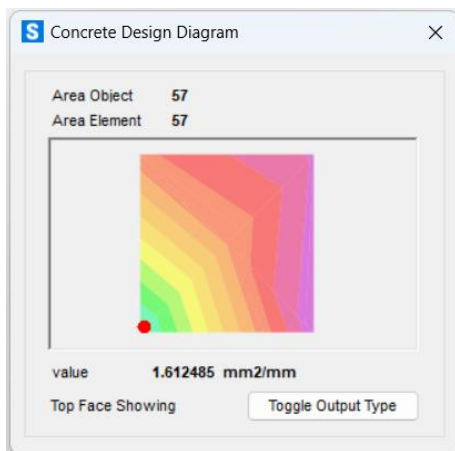 S Concrete Design Diagram
Area Object 57
Area Element 57
value 1.612485 mm2/mm
Top Face Showing Toggle Output Type